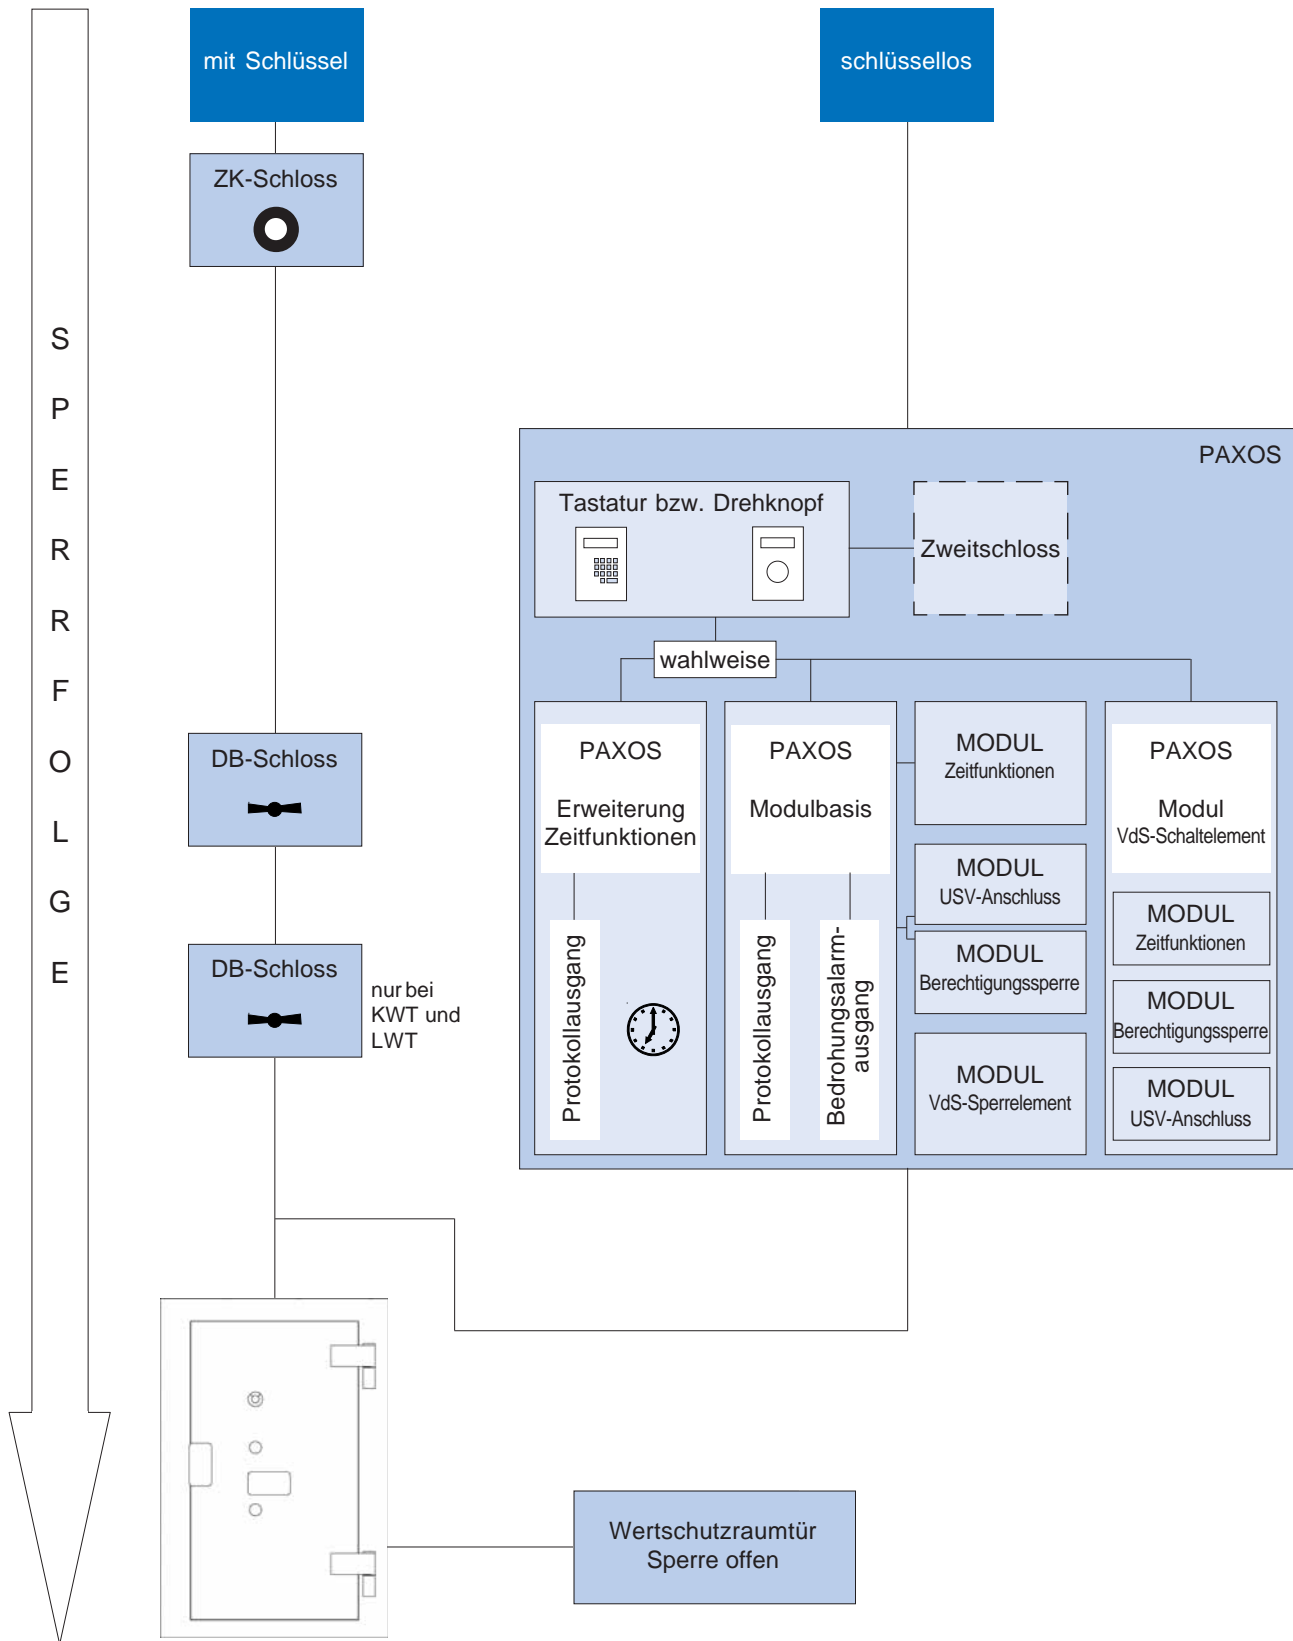 mit Schlüssel
schlüssellos
ZK-Schloss
S
P
E
R
R
F
O
L
G
E
PAXOS
Tastatur bzw. Drehknopf
Zweitschloss
wahlweise
DB-Schloss
DB-Schloss
nur bei
KWT und
LWT
PAXOS
Erweiterung
Zeitfunktionen
Protokollausgang
PAXOS
Modulbasis
Protokollausgang
Bedrohungsalarm-
ausgang
MODUL
Zeitfunktionen
MODUL
USV-Anschluss
MODUL
Berechtigungssperre
MODUL
VdS-Sperrelement
PAXOS
Modul
VdS-Schaltelement
MODUL
Zeitfunktionen
MODUL
Berechtigungssperre
MODUL
USV-Anschluss
Wertschutzraumtür
Sperre offen